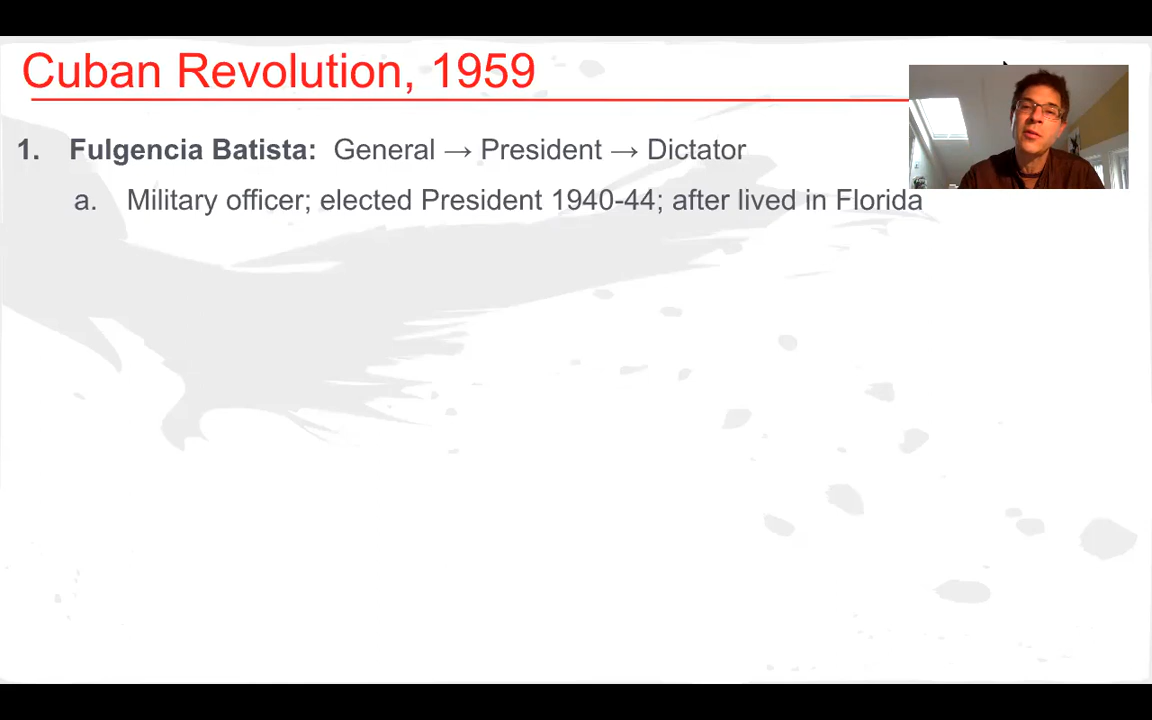 Cuban Revolution, 1959
1. Fulgencia Batista: General → President → Dictator
a. Military officer; elected President 1940-44; after lived in Florida